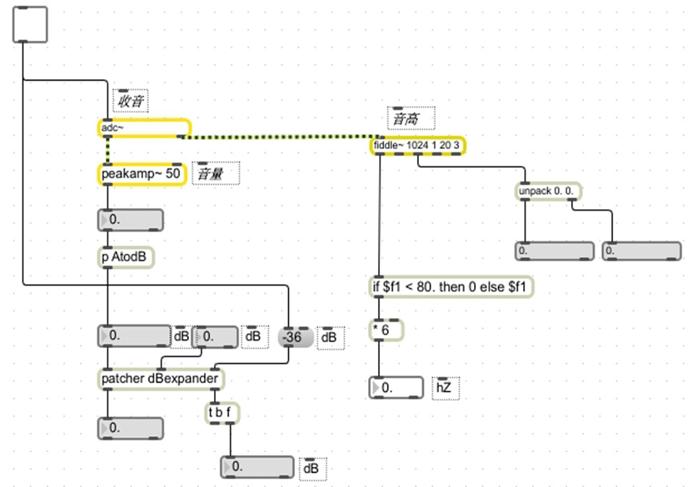 收音
adc~
音高
fiddle~ 1024 1 20 3
peakamp~ 50
音量
unpack 0. 0.
0.
p AtodB
0.
0.
if $f1 < 80. then 0 else $f1
0.
dB
0.
dB
-36
dB
* 6
patcher dBexpander
0.
hZ
t b f
0.
0.
dB